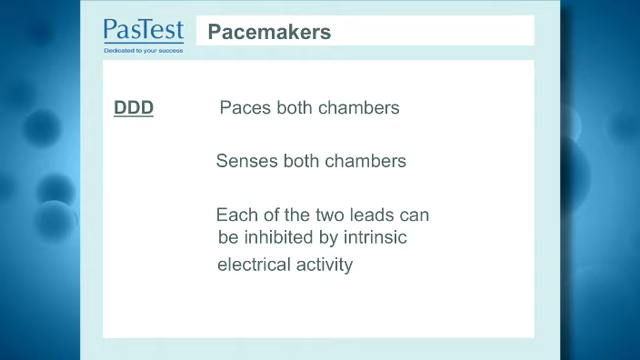 PasTest
Dedicated to your success
Pacemakers
DDD
Paces both chambers
Senses both chambers
Each of the two leads can
be inhibited by intrinsic
electrical activity